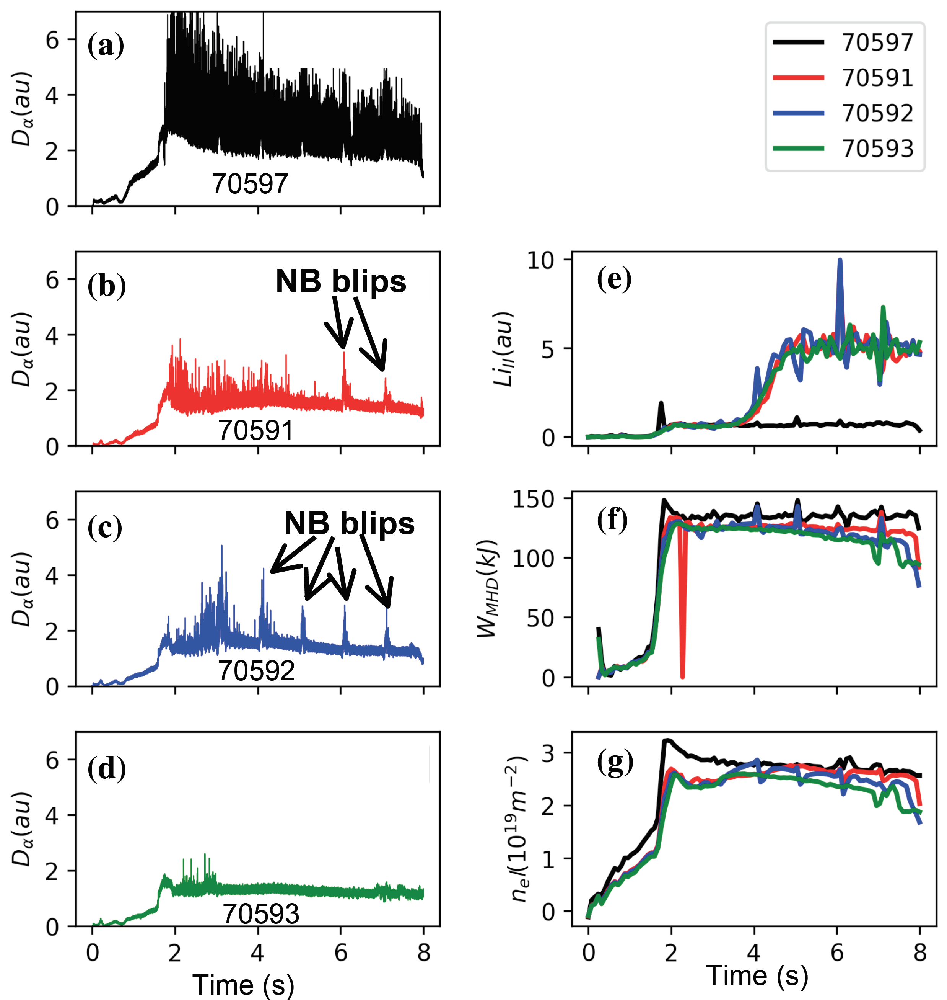 (a)
6
4
2
0
Dα(au)
70597
70597
70591
70592
70593
(b)
NB blips
6
4
2
0
Dα(au)
70591
(e)
10
5
0
LiII(au)
(c)
NB blips
6
4
2
0
Dα(au)
70592
(f)
150
100
50
0
WMHD(kJ)
(d)
6
4
2
0
Dα(au)
70593
0 2 4 6 8
Time (s)
(g)
3
2
1
0
nel(10^19m^−2)
0 2 4 6 8
Time (s)